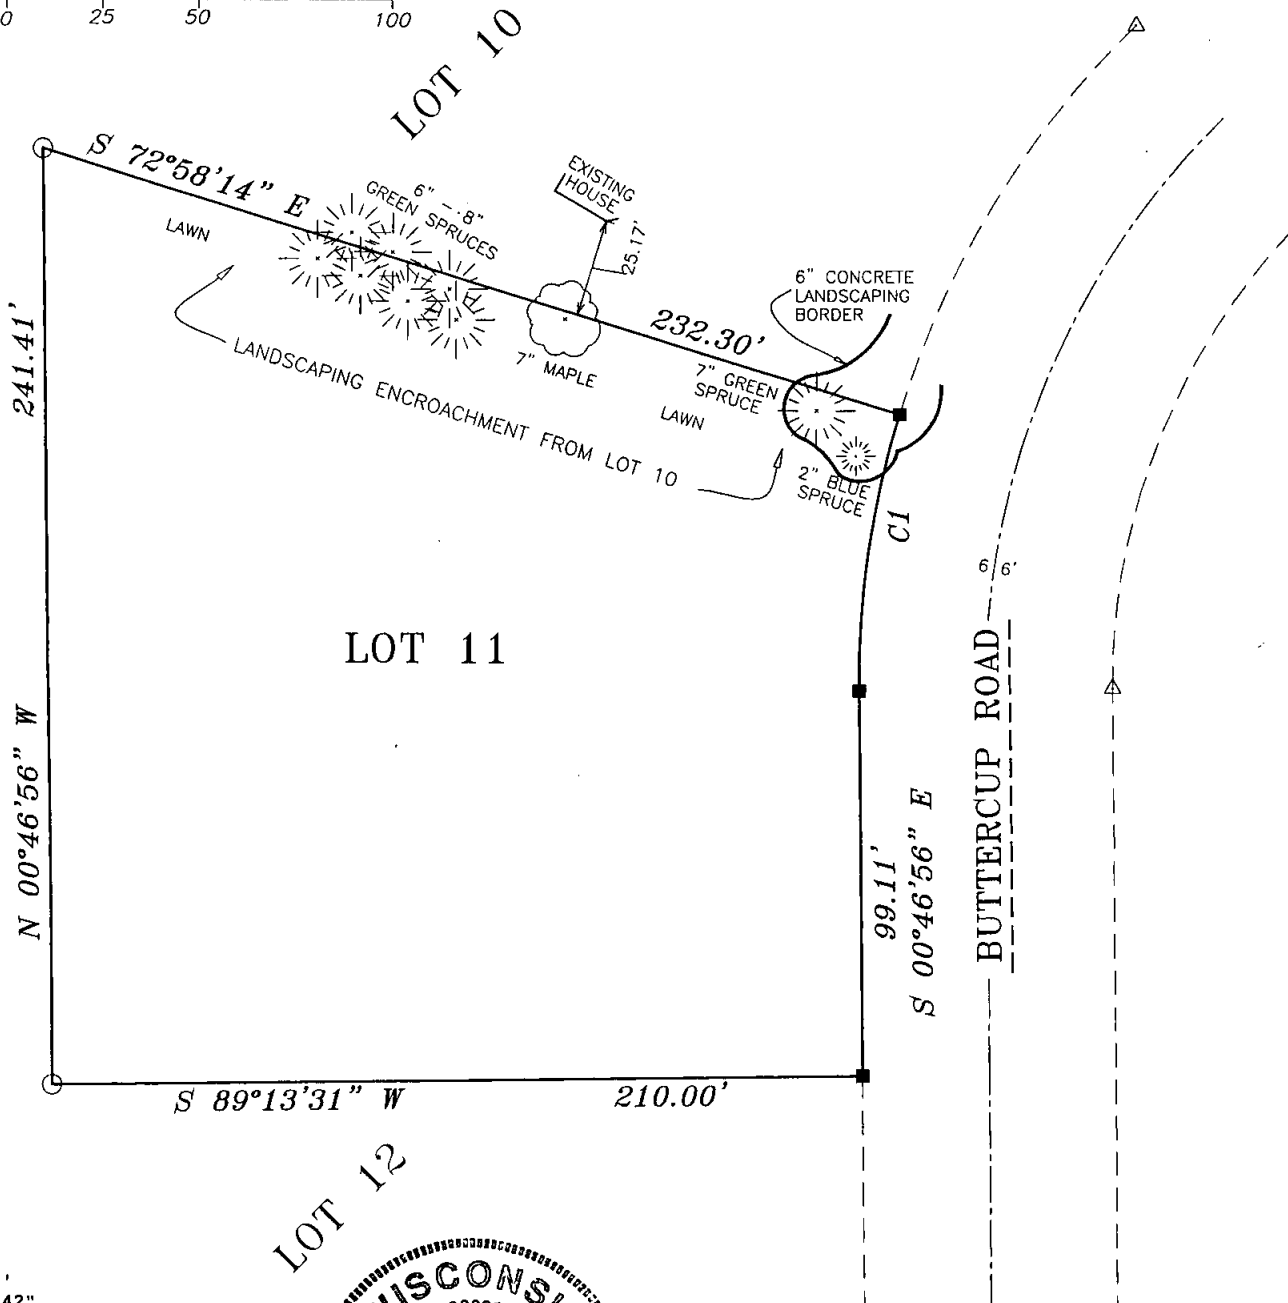 0 25 50 100
LOT 10
S 72°58'14" E
EXISTING
HOUSE
6" - 8"
GREEN SPRUCES
LAWN
25.17'
6" CONCRETE
LANDSCAPING
BORDER
232.30'
241.41'
LANDSCAPING ENCROACHMENT FROM LOT 10
7" MAPLE
7" GREEN
SPRUCE
LAWN
2" BLUE
SPRUCE
C1
66'
LOT 11
BUTTERCUP ROAD
N 00°46'56" W
99.11'
S 00°46'56" E
S 89°13'31" W
210.00'
LOT 12
42"